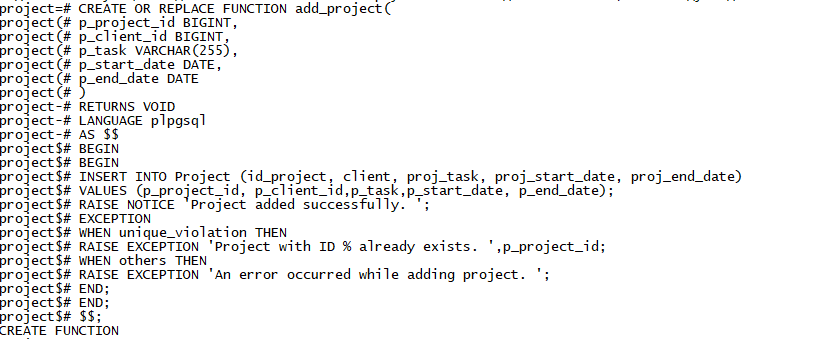 project=# CREATE OR REPLACE FUNCTION add_project(
project(# p_project_id BIGINT,
project(# p_client_id BIGINT,
project(# p_task VARCHAR(255),
project(# p_start_date DATE,
project(# p_end_date DATE
project(# )
project-# RETURNS VOID
project-# LANGUAGE plpgsql
project-# AS $$
project$# BEGIN
project$# BEGIN
project$# INSERT INTO Project (id_project, client, proj_task, proj_start_date, proj_end_date)
project$# VALUES (p_project_id, p_client_id,p_task,p_start_date, p_end_date);
project$# RAISE NOTICE 'Project added successfully. ';
project$# EXCEPTION
project$# WHEN unique_violation THEN
project$# RAISE EXCEPTION 'Project with ID % already exists. ',p_project_id;
project$# WHEN others THEN
project$# RAISE EXCEPTION 'An error occurred while adding project. ';
project$# END;
project$# END;
project$# $$;
CREATE FUNCTION